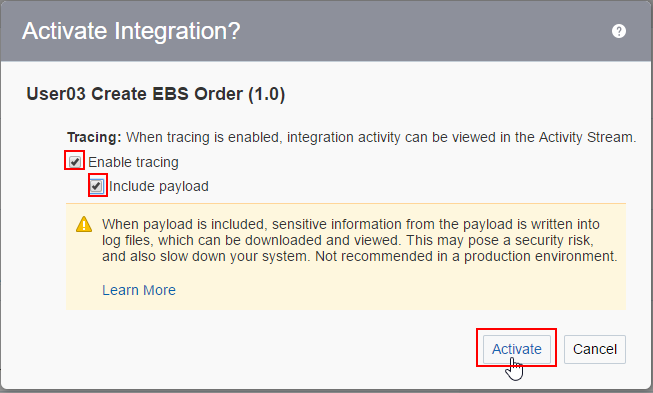 Activate Integration?
?
User03 Create EBS Order (1.0)
Tracing: When tracing is enabled, integration activity can be viewed in the Activity Stream.
Enable tracing
Include payload
When payload is included, sensitive information from the payload is written into
log files, which can be downloaded and viewed. This may pose a security risk,
and also slow down your system. Not recommended in a production environment.
Learn More
Activate Cancel